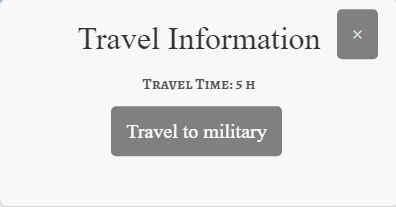 Travel Information
×
Travel Time: 5 h
Travel to military